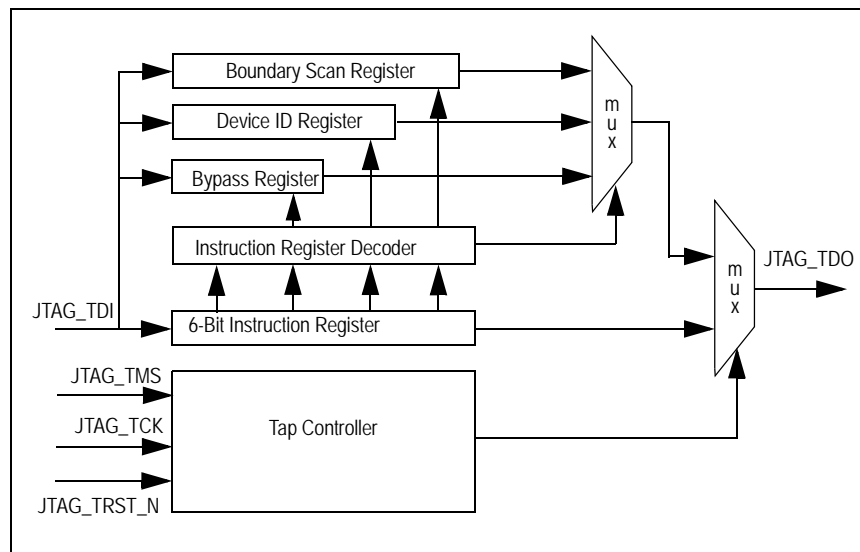 Boundary Scan Register
Device ID Register
Bypass Register
Instruction Register Decoder
6-Bit Instruction Register
Tap Controller
JTAG_TDI
JTAG_TMS
JTAG_TCK
JTAG_TRST_N
m
u
x
m
u
x
JTAG_TDO